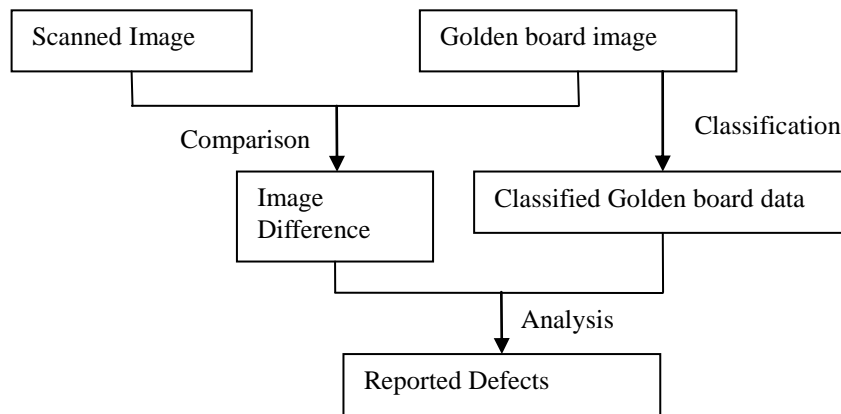 Scanned Image
Golden board image
Comparison
Classification
Image
Difference
Classified Golden board data
Analysis
Reported Defects